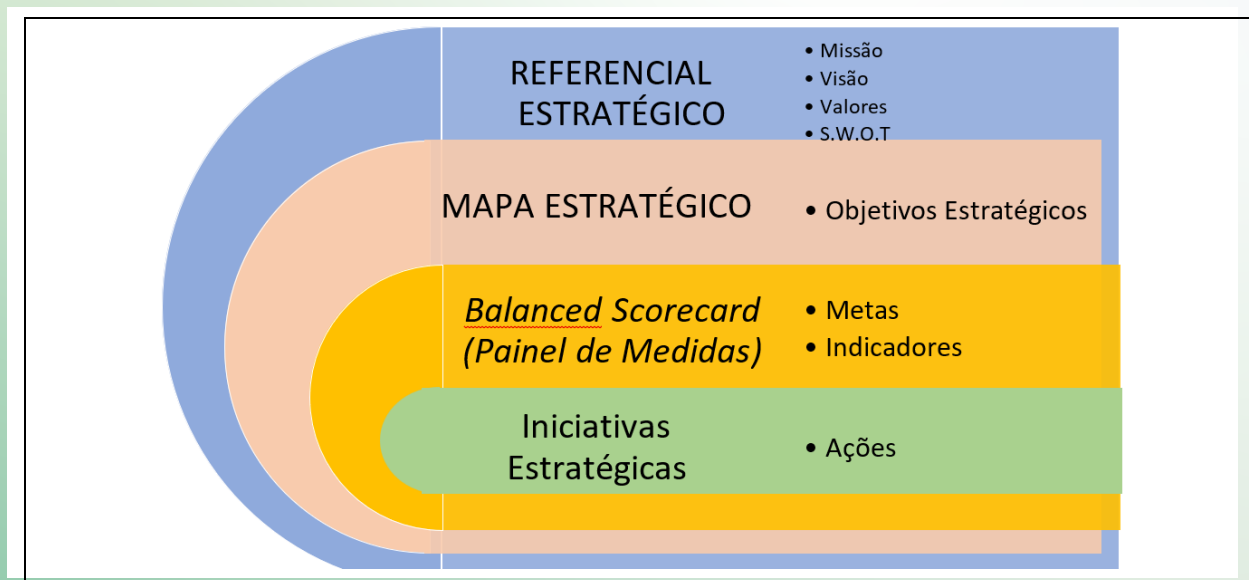 REFERENCIAL
ESTRATÉGICO
• Missão
• Visão
• Valores
• S.W.O.T
MAPA ESTRATÉGICO
• Objetivos Estratégicos
Balanced Scorecard
(Painel de Medidas)
• Metas
• Indicadores
Iniciativas
Estratégicas
• Ações